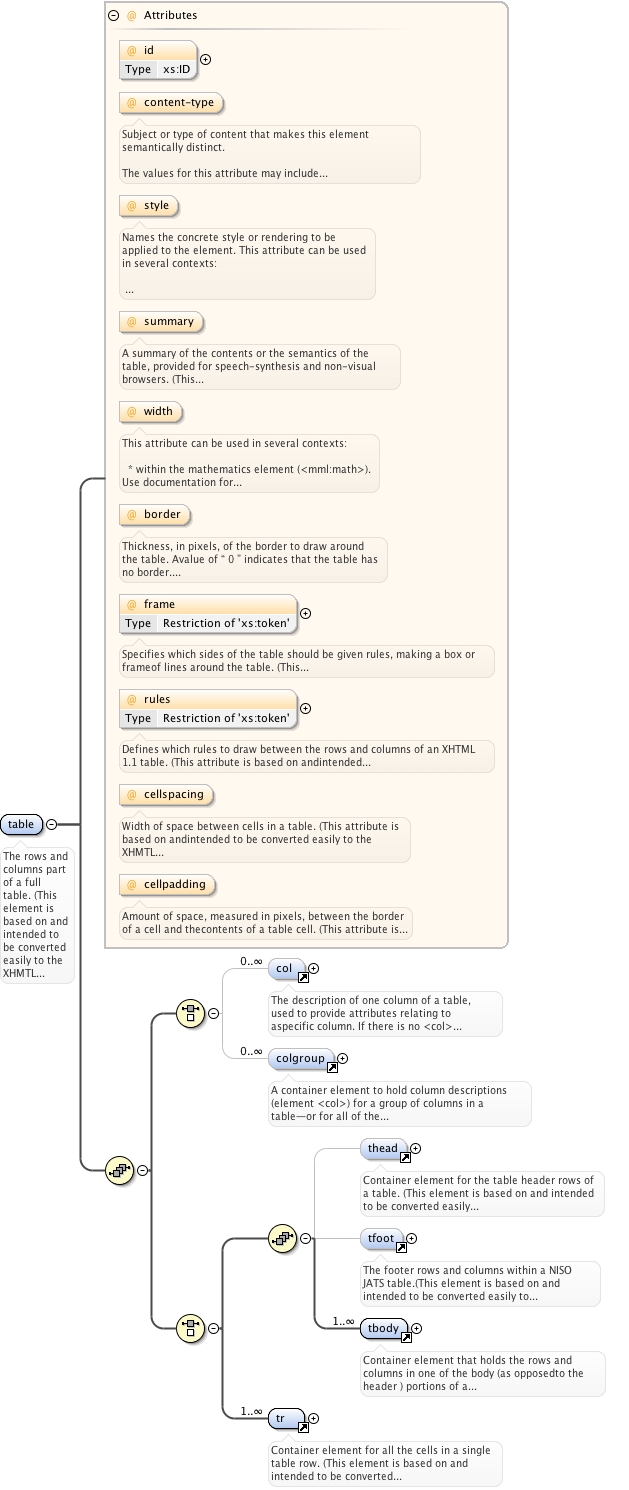 @ Attributes
@ id
Type xs:ID
@ content-type
Subject or type of content that makes this element
semantically distinct.
The values for this attribute may include...
@ style
Names the concrete style or rendering to be
applied to the element. This attribute can be used
in several contexts:
...
@ summary
A summary of the contents or the semantics of the
table, provided for speech-synthesis and non-visual
browsers. (This...
@ width
This attribute can be used in several contexts:
* within the mathematics element (<mml:math>).
Use documentation for...
@ border
Thickness, in pixels, of the border to draw around
the table. Avalue of “ 0 ” indicates that the table has
no border....
@ frame
Type Restriction of 'xs:token'
Specifies which sides of the table should be given rules, making a box or
frameof lines around the table. (This...
@ rules
Type Restriction of 'xs:token'
Defines which rules to draw between the rows and columns of an XHTML
1.1 table. (This attribute is based on andintended...
@ cellspacing
Width of space between cells in a table. (This attribute is
based on andintended to be converted easily to the
XHMTL...
@ cellpadding
Amount of space, measured in pixels, between the border
of a cell and thecontents of a table cell. (This attribute is...
table
The rows and
columns part
of a full
table. (This
element is
based on and
intended to
be converted
easily to the
XHMTL...
0..∞ col
The description of one column of a table,
used to provide attributes relating to
aspecific column. If there is no <col>...
0..∞ colgroup
A container element to hold column descriptions
(element <col>) for a group of columns in a
table—or for all of the...
thead
Container element for the table header rows of
a table. (This element is based on and intended
to be converted easily...
tfoot
The footer rows and columns within a NISO
JATS table.(This element is based on and
intended to be converted easily to...
1..∞ tbody
Container element that holds the rows and
columns in one of the body (as opposedto the
header ) portions of a...
1..∞ tr
Container element for all the cells in a single
table row. (This element is based on and
intended to be converted...